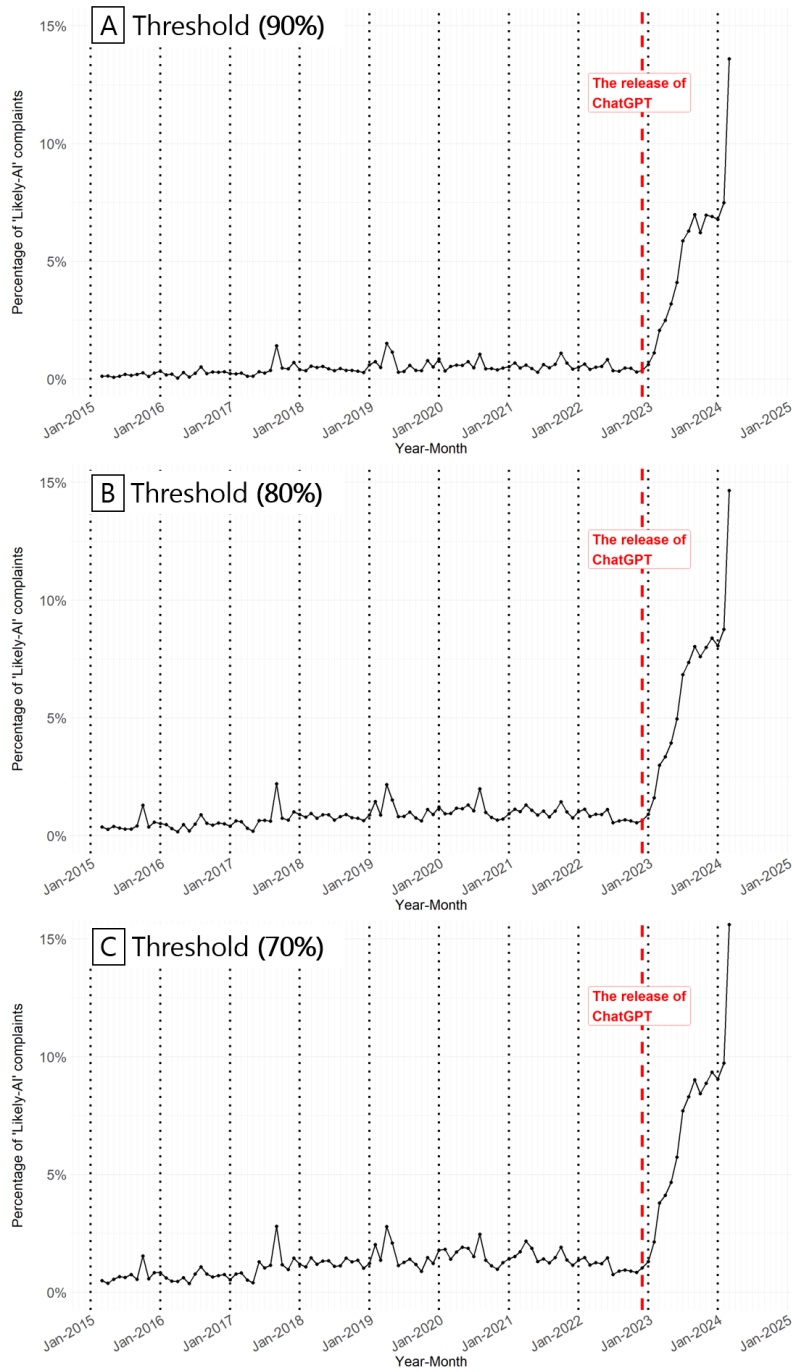 A Threshold (90%)
15%
The release of
ChatGPT
10%
5%
0%
Percentage of 'Likely-AI' complaints
Jan-2015 Jan-2016 Jan-2017 Jan-2018 Jan-2019 Jan-2020 Jan-2021 Jan-2022 Jan-2023 Jan-2024 Jan-2025
Year-Month
B Threshold (80%)
15%
The release of
ChatGPT
10%
5%
0%
Percentage of 'Likely-AI' complaints
Jan-2015 Jan-2016 Jan-2017 Jan-2018 Jan-2019 Jan-2020 Jan-2021 Jan-2022 Jan-2023 Jan-2024 Jan-2025
Year-Month
C Threshold (70%)
15%
The release of
ChatGPT
10%
5%
0%
Percentage of 'Likely-AI' complaints
Jan-2015 Jan-2016 Jan-2017 Jan-2018 Jan-2019 Jan-2020 Jan-2021 Jan-2022 Jan-2023 Jan-2024 Jan-2025
Year-Month